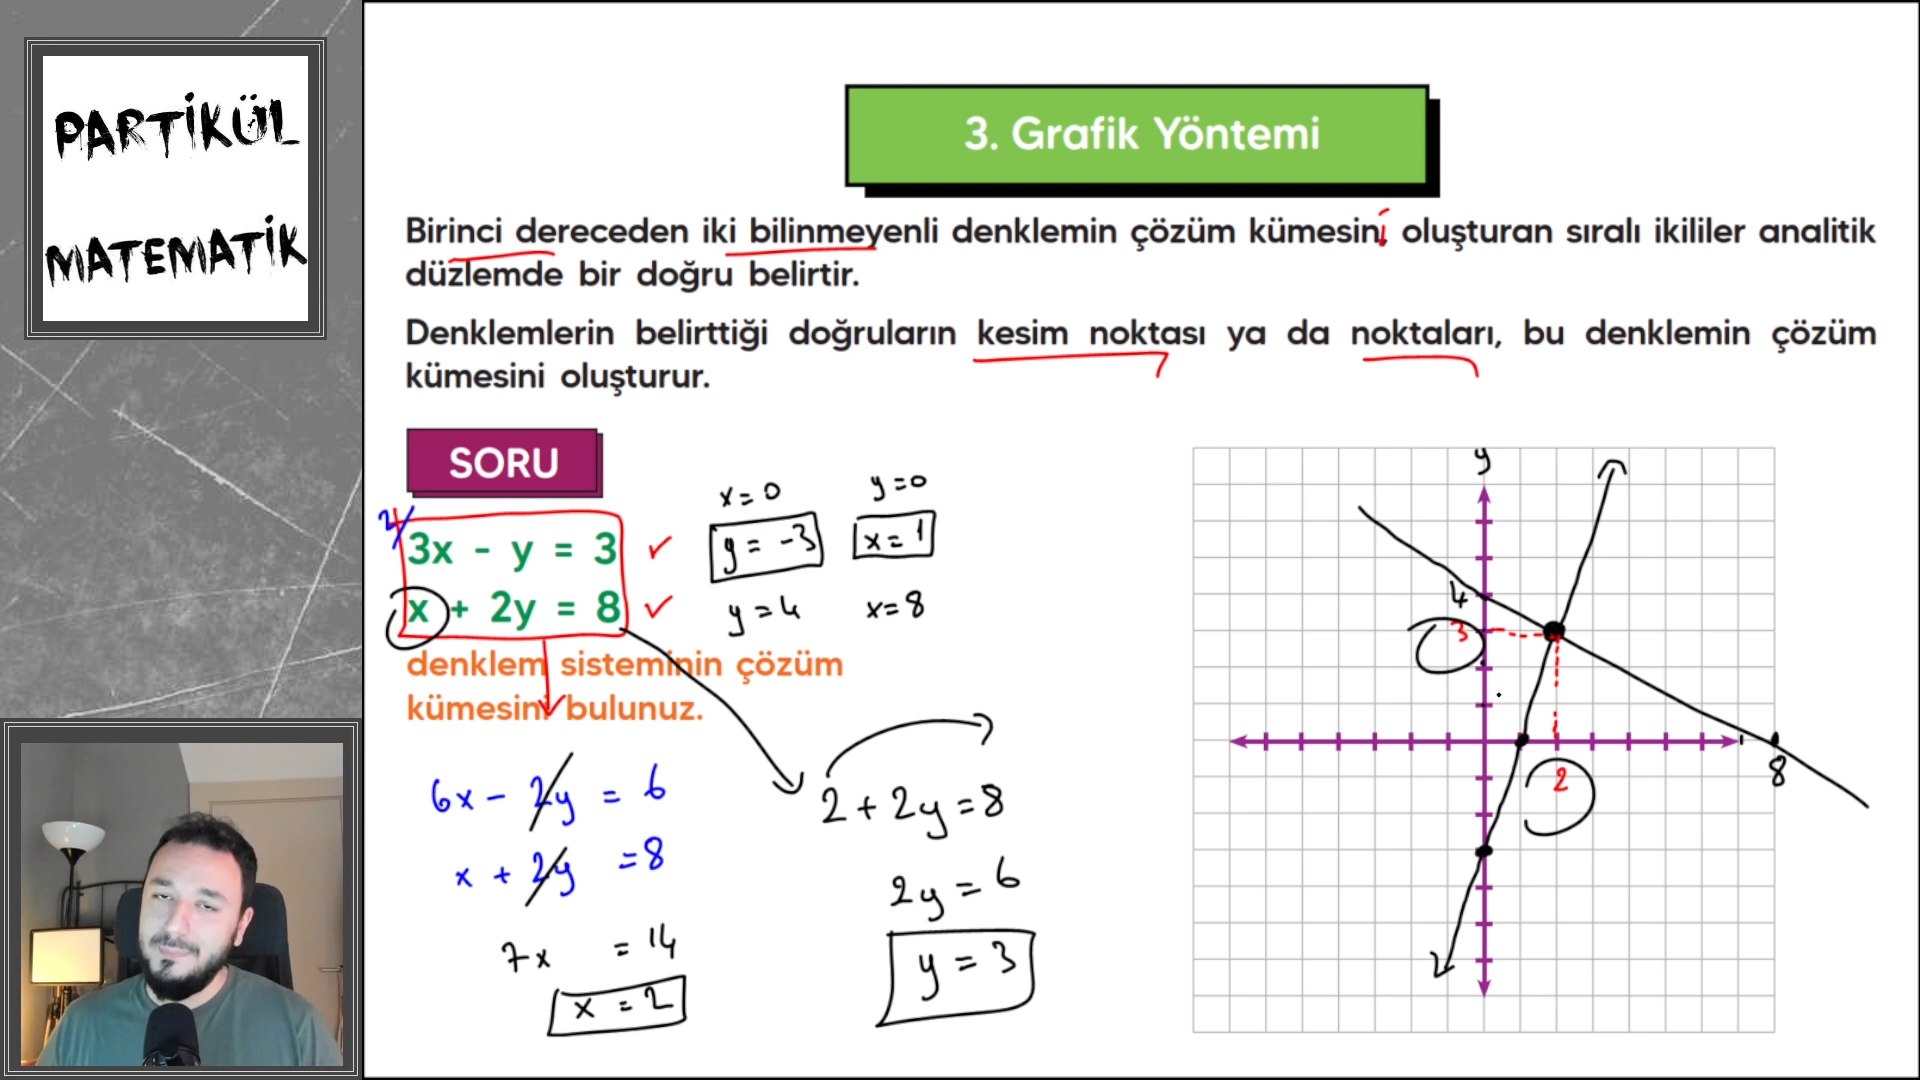 PARTİKÜL
MATEMATİK
3. Grafik Yöntemi
Birinci dereceden iki bilinmeyenli denklemin çözüm kümesini oluşturan sıralı ikililer analitik
düzlemde bir doğru belirtir.
Denklemlerin belirttiği doğruların kesim noktası ya da noktaları, bu denklemin çözüm
kümesini oluşturur.
SORU
2/
3x - y = 3
x + 2y = 8
denklem sisteminin çözüm
kümesini bulunuz.
x = 0
y = 0
y = -3
x = 1
y = 4
x = 8
6x - 2y = 6
x + 2y = 8
7x = 14
x = 2
2 + 2y = 8
2y = 6
y = 3
y
4
3
2
8